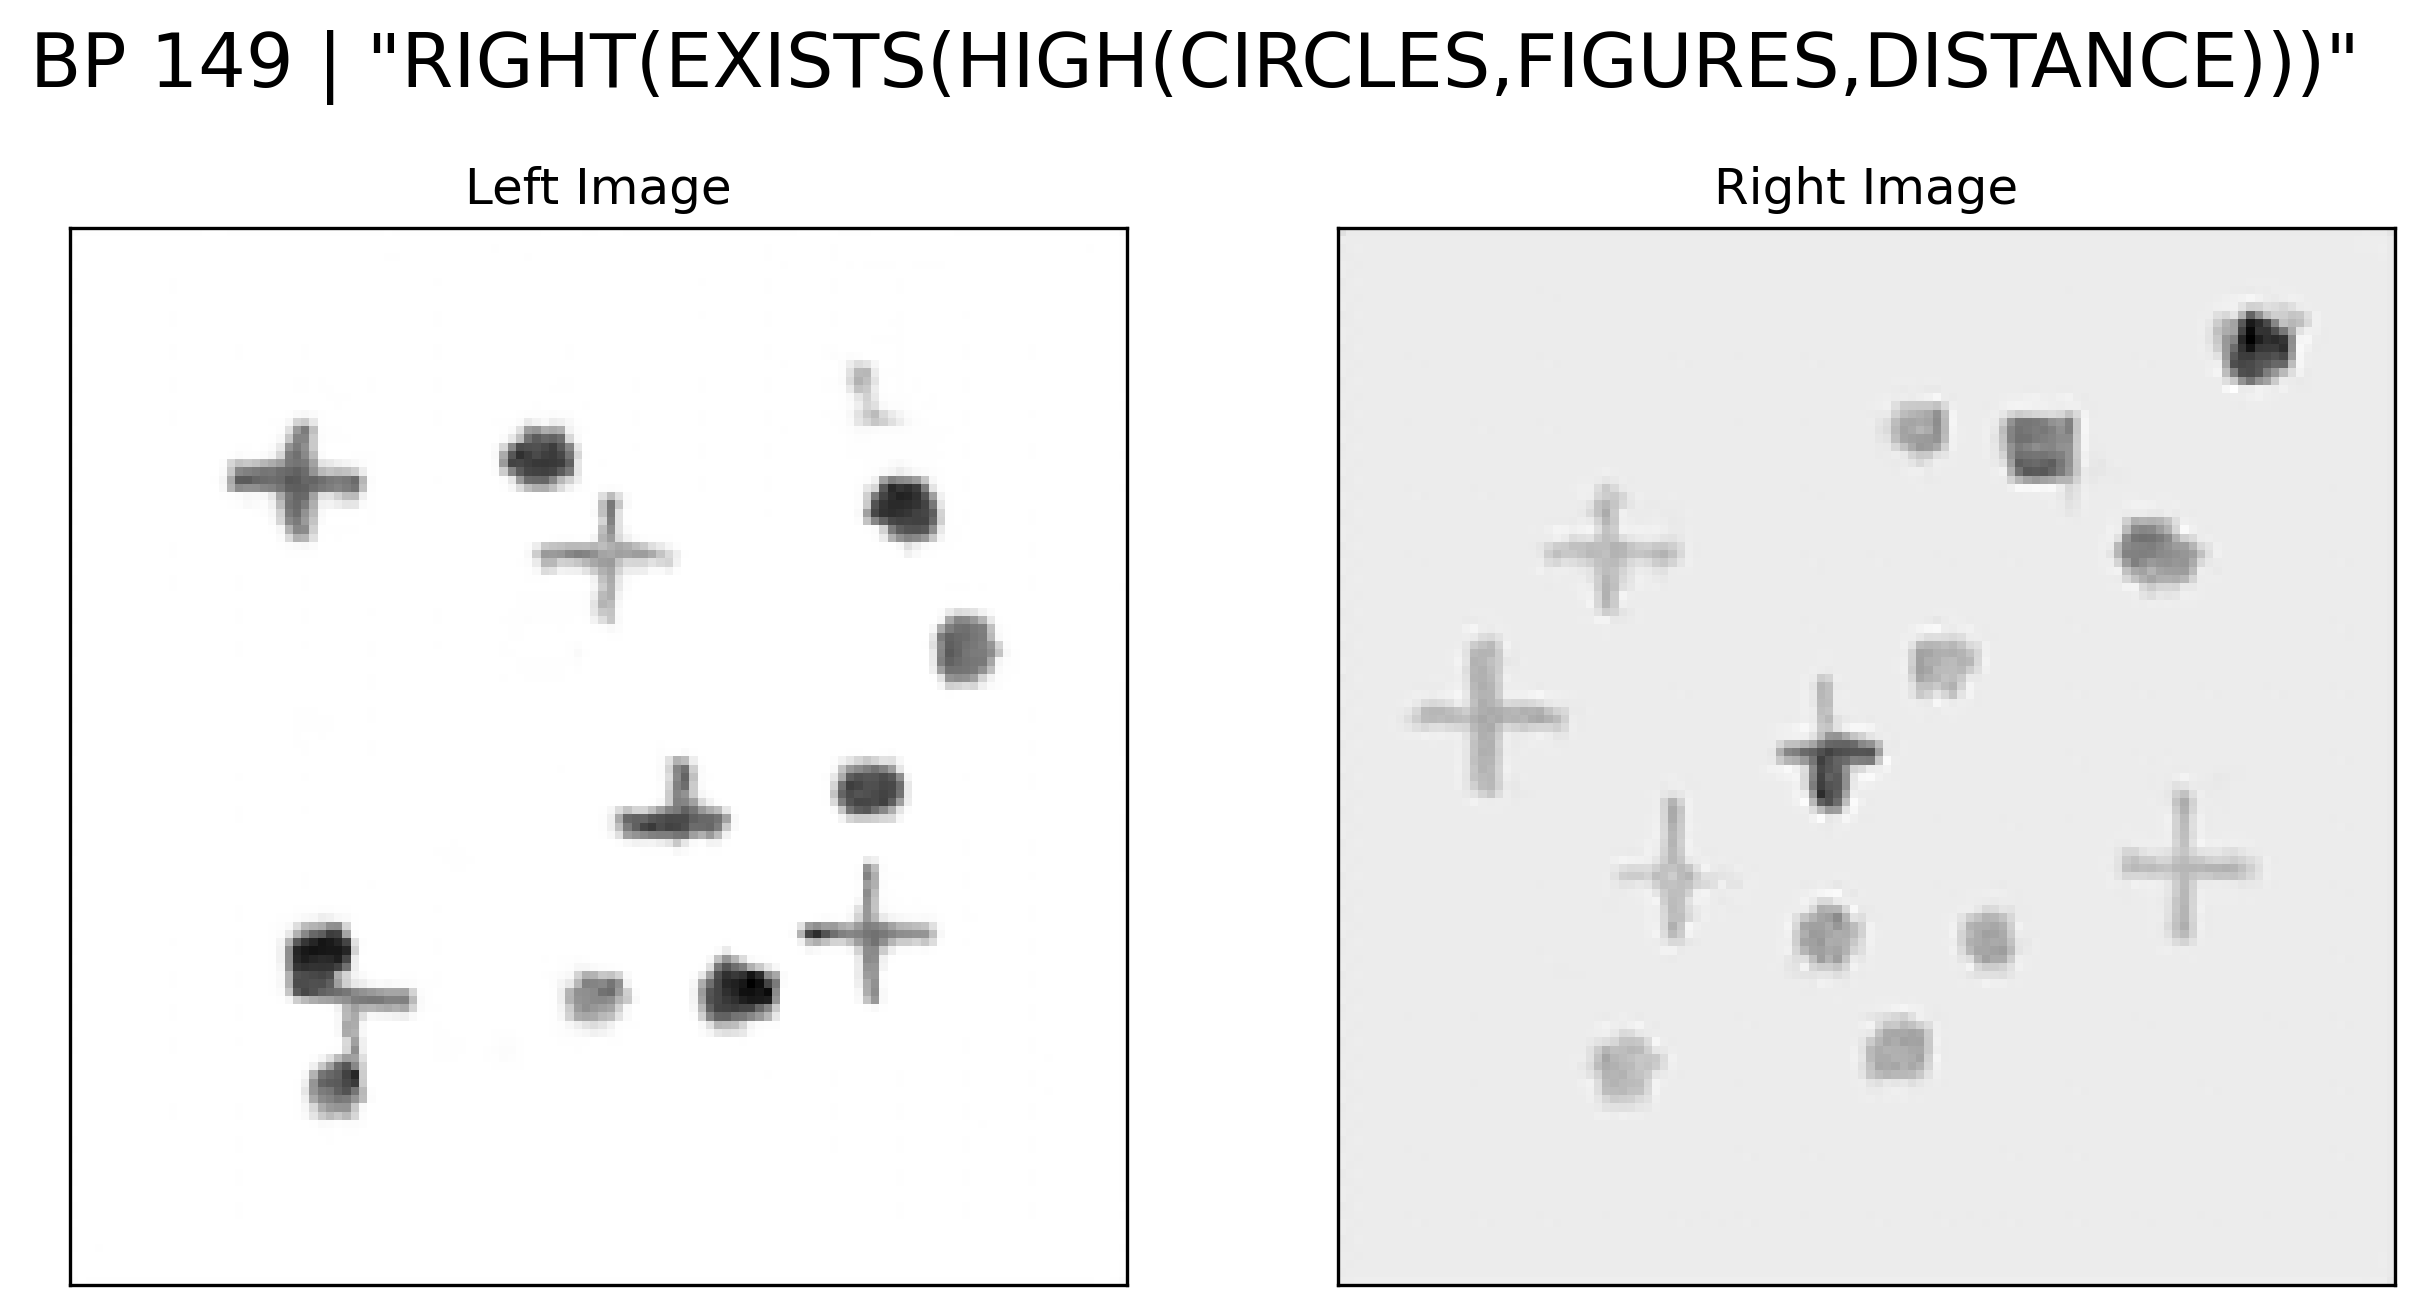 BP 149 | "RIGHT(EXISTS(HIGH(CIRCLES,FIGURES,DISTANCE)))"
Left Image
Right Image